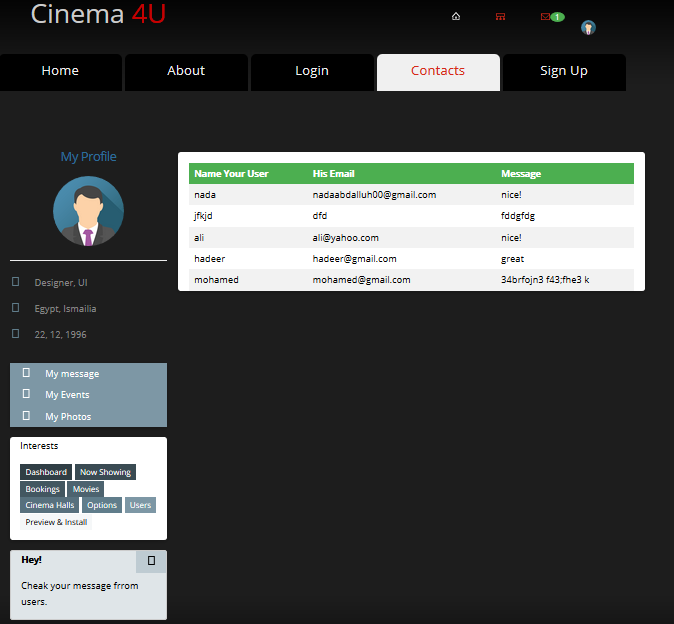 Cinema 4U
1
Home About Login Contacts Sign Up
My Profile
Designer, UI
Egypt, Ismailia
22, 12, 1996
My message
My Events
My Photos
Interests
Dashboard Now Showing
Bookings Movies
Cinema Halls Options Users
Preview & Install
Hey!
Cheak your message frrom
users.
Name Your User His Email Message
nada nadaabdalluh00@gmail.com nice!
jfkjd dfd fddgfdg
ali ali@yahoo.com nice!
hadeer hadeer@gmail.com great
mohamed mohamed@gmail.com 34brfojn3 f43;fhe3 k